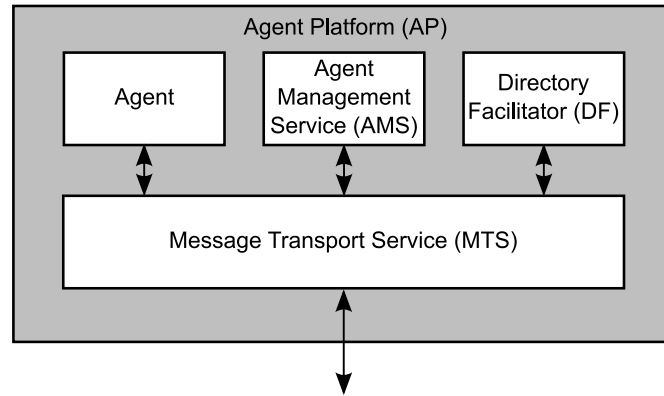 Agent Platform (AP)
Agent
Agent
Management
Service (AMS)
Directory
Facilitator (DF)
Message Transport Service (MTS)